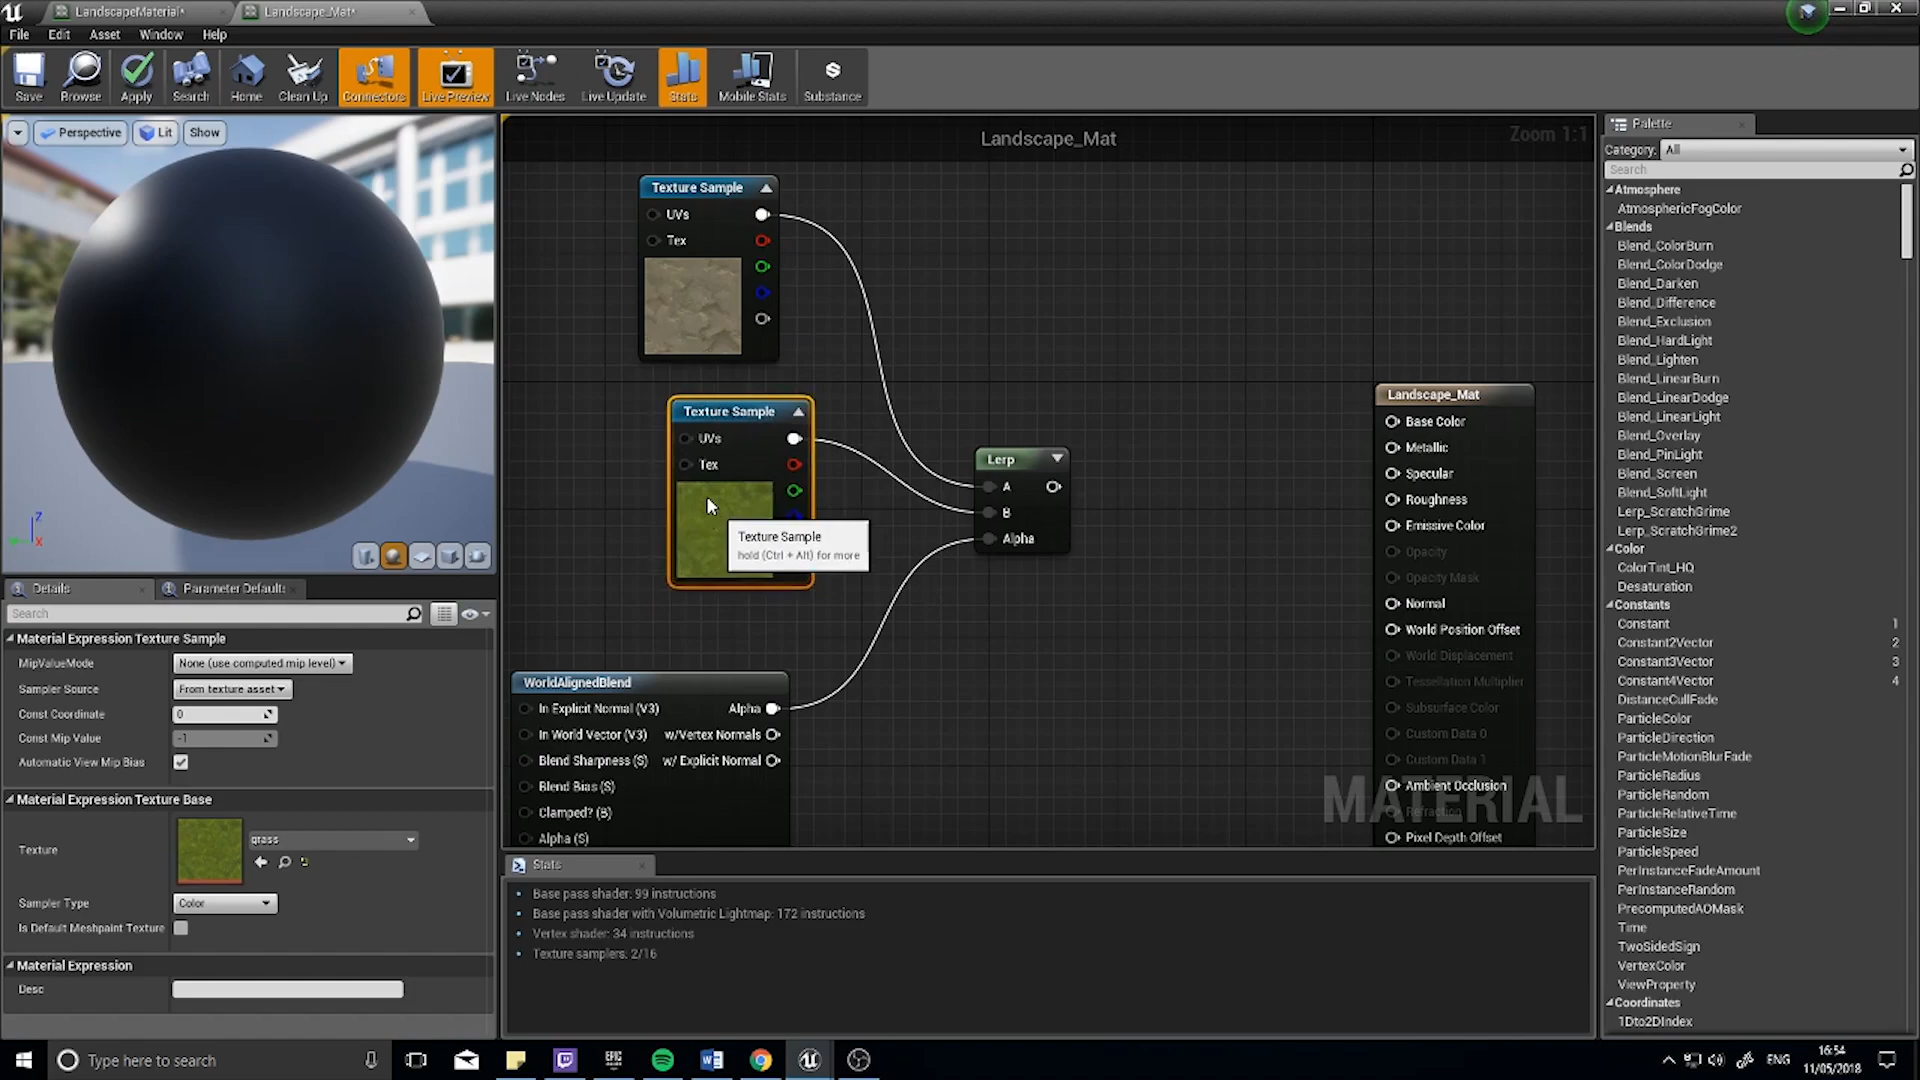 LandscapeMaterial*
Landscape_Mat*
File Edit Asset Window Help
Save Browse Apply Search Home Clean Up Connectors Live Preview Live Nodes Live Update Stats Mobile Stats Substance
Perspective Lit Show
Landscape_Mat
Zoom 1:1
Texture Sample
UVs
Tex
Texture Sample
UVs
Tex
Texture Sample
hold (Ctrl + Alt) for more
Lerp
A
B
Alpha
WorldAlignedBlend
In Explicit Normal (V3) Alpha
In World Vector (V3) w/Vertex Normals
Blend Sharpness (S) w/ Explicit Normal
Blend Bias (S)
Clamped? (B)
Alpha (S)
Landscape_Mat
Base Color
Metallic
Specular
Roughness
Emissive Color
Opacity
Opacity Mask
Normal
World Position Offset
World Displacement
Tessellation Multiplier
Subsurface Color
Custom Data 0
Custom Data 1
Ambient Occlusion
Refraction
Pixel Depth Offset
MATERIAL
Z
X
Details
Parameter Defaults
Search
Material Expression Texture Sample
MipValueMode None (use computed mip level)
Sampler Source From texture asset
Const Coordinate 0
Const Mip Value -1
Automatic View Mip Bias
Material Expression Texture Base
Texture grass
Sampler Type Color
Is Default Meshpaint Texture
Material Expression
Desc
Stats
Base pass shader: 99 instructions
Base pass shader with Volumetric Lightmap: 172 instructions
Vertex shader: 34 instructions
Texture samplers: 2/16
Palette
Category: All
Search
Atmosphere
AtmosphericFogColor
Blends
Blend_ColorBurn
Blend_ColorDodge
Blend_Darken
Blend_Difference
Blend_Exclusion
Blend_HardLight
Blend_Lighten
Blend_LinearBurn
Blend_LinearDodge
Blend_LinearLight
Blend_Overlay
Blend_PinLight
Blend_Screen
Blend_SoftLight
Lerp_ScratchGrime
Lerp_ScratchGrime2
Color
ColorTint_HQ
Desaturation
Constants
Constant 1
Constant2Vector 2
Constant3Vector 3
Constant4Vector 4
DistanceCullFade
ParticleColor
ParticleDirection
ParticleMotionBlurFade
ParticleRadius
ParticleRandom
ParticleRelativeTime
ParticleSize
ParticleSpeed
PerInstanceFadeAmount
PerInstanceRandom
PrecomputedAOMask
Time
TwoSidedSign
VertexColor
ViewProperty
Coordinates
1Dto2DIndex
Type here to search
EPIC
ENG
16:54
11/05/2018